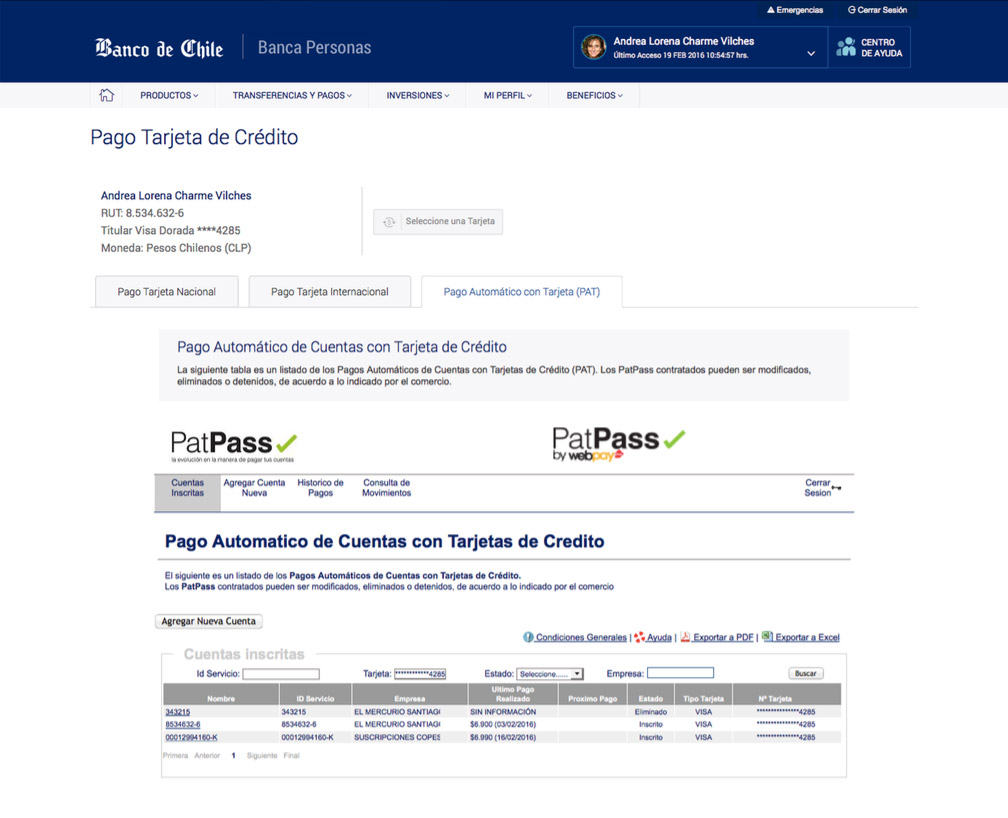 Emergencias
Cerrar Sesión
Banco de Chile
Banca Personas
Andrea Lorena Charme Vilches
Último Acceso 19 FEB 2016 10:54:57 hrs.
CENTRO
DE AYUDA
PRODUCTOS
TRANSFERENCIAS Y PAGOS
INVERSIONES
MI PERFIL
BENEFICIOS
Pago Tarjeta de Crédito
Andrea Lorena Charme Vilches
RUT: 8.534.632-6
Titular Visa Dorada ****4285
Moneda: Pesos Chilenos (CLP)
Seleccione una Tarjeta
Pago Tarjeta Nacional
Pago Tarjeta Internacional
Pago Automático con Tarjeta (PAT)
Pago Automático de Cuentas con Tarjeta de Crédito
La siguiente tabla es un listado de los Pagos Automáticos de Cuentas con Tarjetas de Crédito (PAT). Los PatPass contratados pueden ser modificados,
eliminados o detenidos, de acuerdo a lo indicado por el comercio.
PatPass
la evolución en la manera de pagar tus cuentas
PatPass
by webpay
Cuentas
Inscritas
Agregar Cuenta
Nueva
Historico de
Pagos
Consulta de
Movimientos
Cerrar
Sesion
Pago Automatico de Cuentas con Tarjetas de Credito
El siguiente es un listado de los Pagos Automáticos de Cuentas con Tarjetas de Crédito.
Los PatPass contratados pueden ser modificados, eliminados o detenidos, de acuerdo a lo indicado por el comercio
Agregar Nueva Cuenta
Condiciones Generales | Ayuda | Exportar a PDF | Exportar a Excel
Cuentas inscritas
Id Servicio: Tarjeta: ************4285 Estado: Seleccione...... Empresa: Buscar
Nombre ID Servicio Empresa Ultimo Pago Realizado Proximo Pago Estado Tipo Tarjeta Nº Tarjeta
343215 343215 EL MERCURIO SANTIAG( SIN INFORMACIÓN Eliminado VISA ***************4285
8534632-6 8534632-6 EL MERCURIO SANTIAG( $6.900 (03/02/2016) Inscrito VISA ***************4285
00012994160-K 00012994160-K SUSCRIPCIONES COPES $6.990 (16/02/2016) Inscrito VISA ***************4285
Primera Anterior 1 Siguiente Final